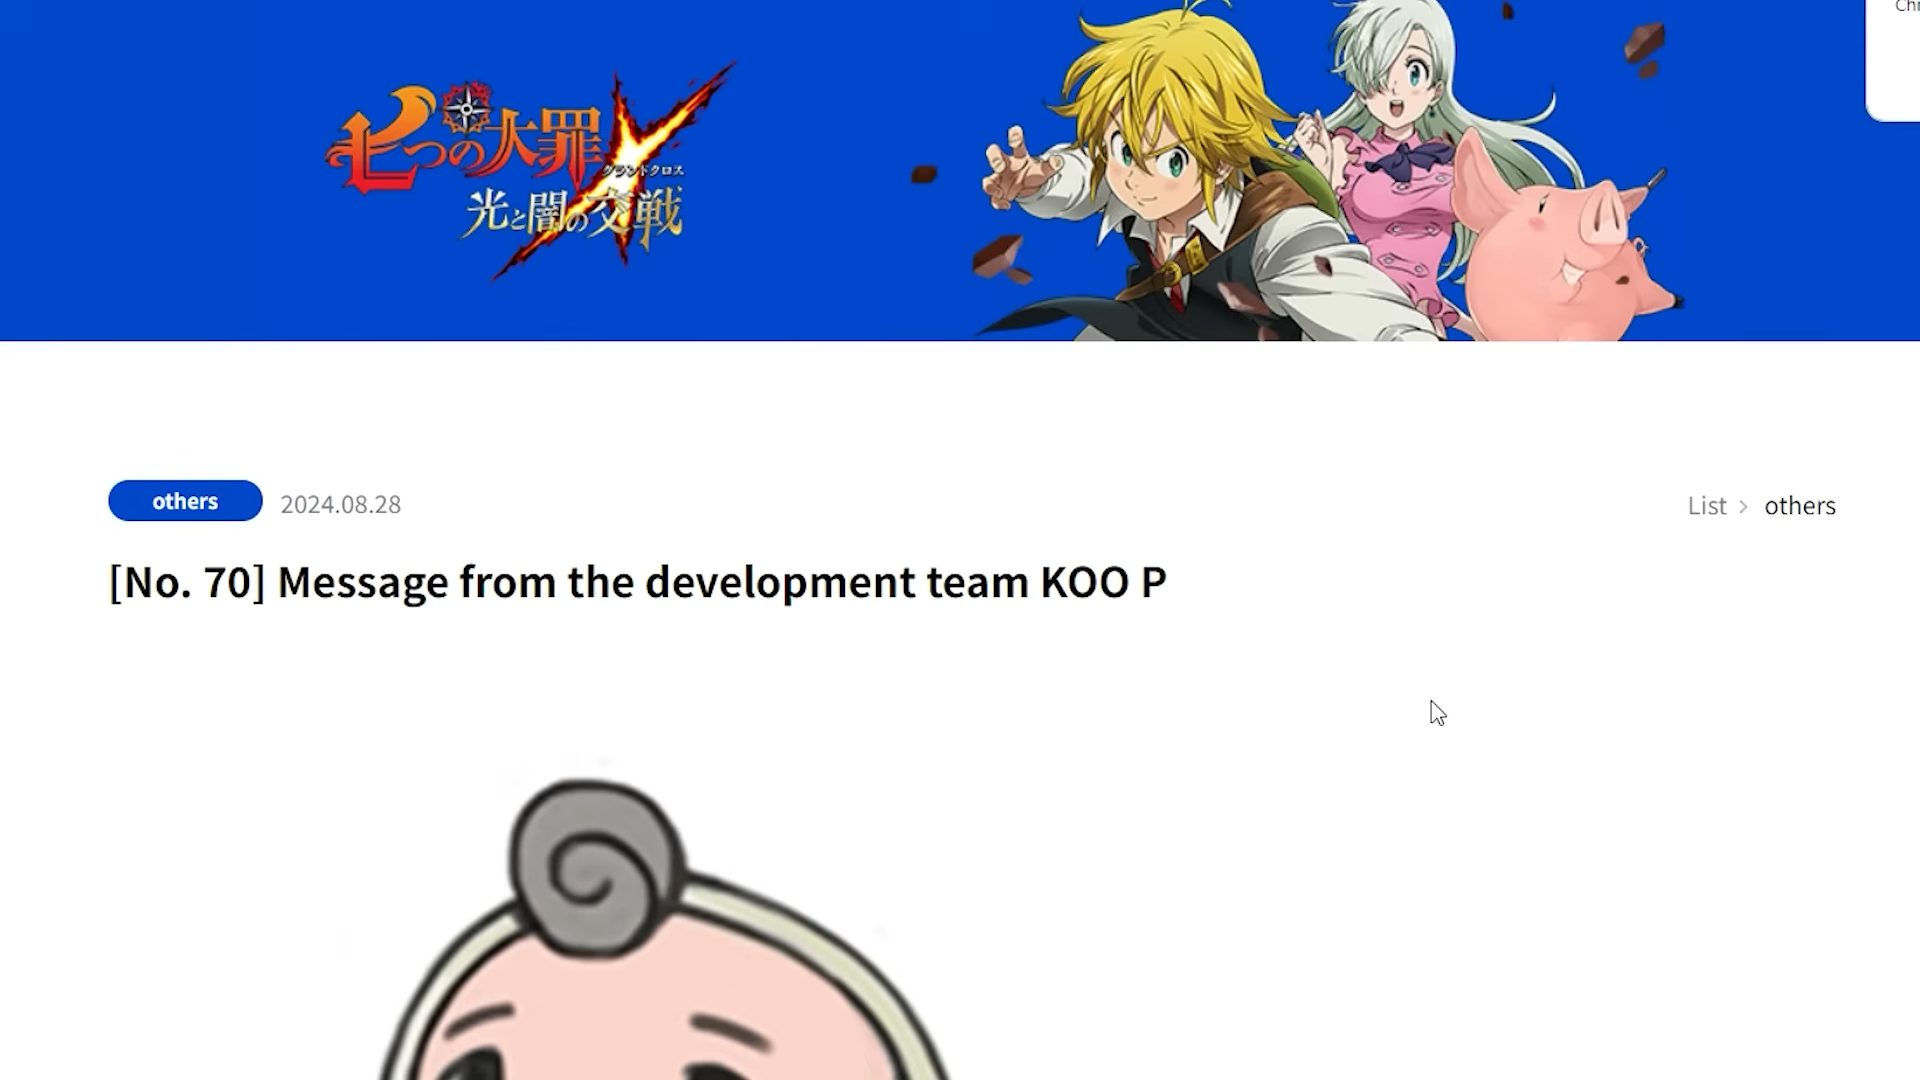 Chr
七つの大罪
グランドクロス
光と闇の交戦
others 2024.08.28
List > others
[No. 70] Message from the development team KOO P